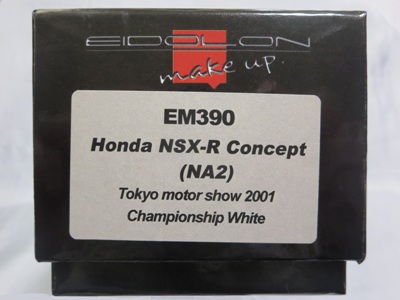 EIDOLON
make up.
EM390
Honda NSX-R Concept
(NA2)
Tokyo motor show 2001
Championship White